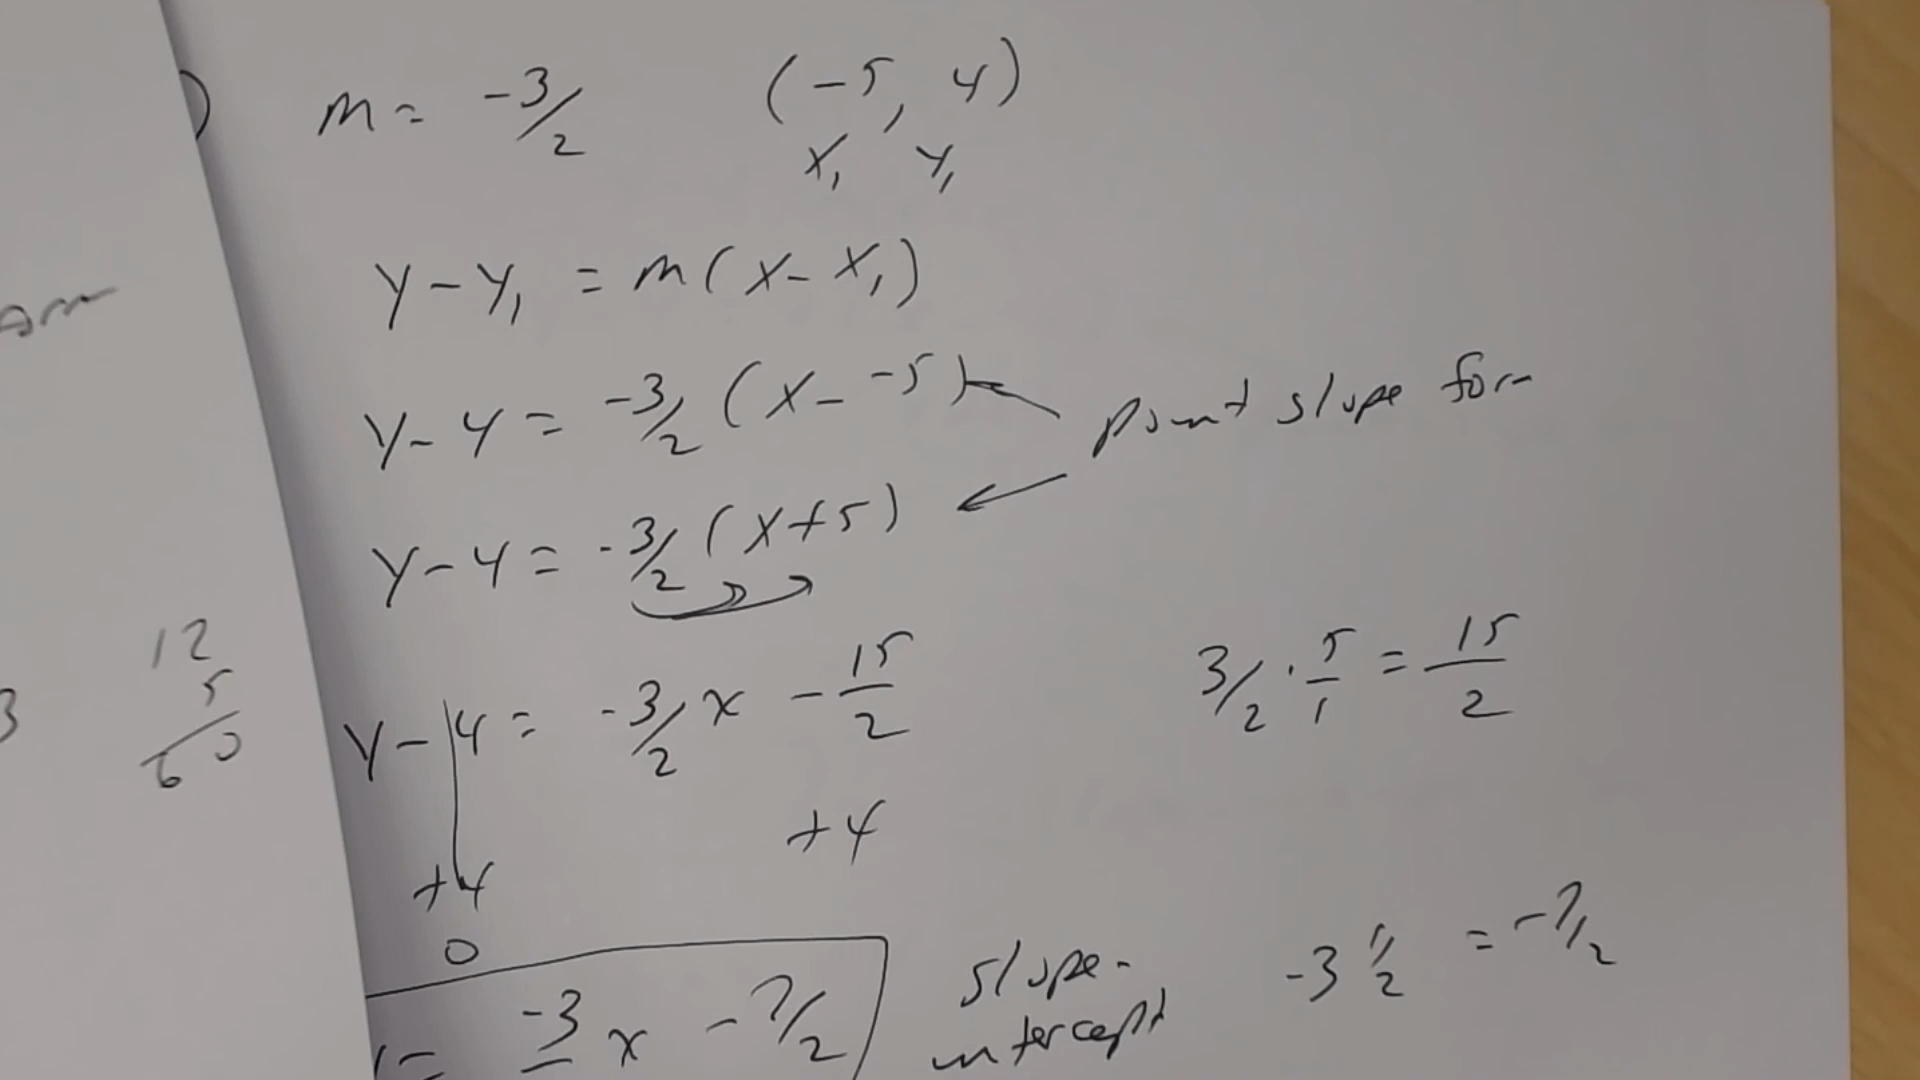 m = -3/2 (-5, 4)
x₁ y₁
y - y₁ = m(x - x₁)
y - 4 = -3/2 (x - -5)
point slope form
y - 4 = -3/2 (x + 5)
y - 4 = -3/2 x - 15/2
3/2 · 5/1 = 15/2
+4 +4
0
= -3 x - 7/2
slope-
intercept
-3 1/2 = -7/2
12
5
60
3